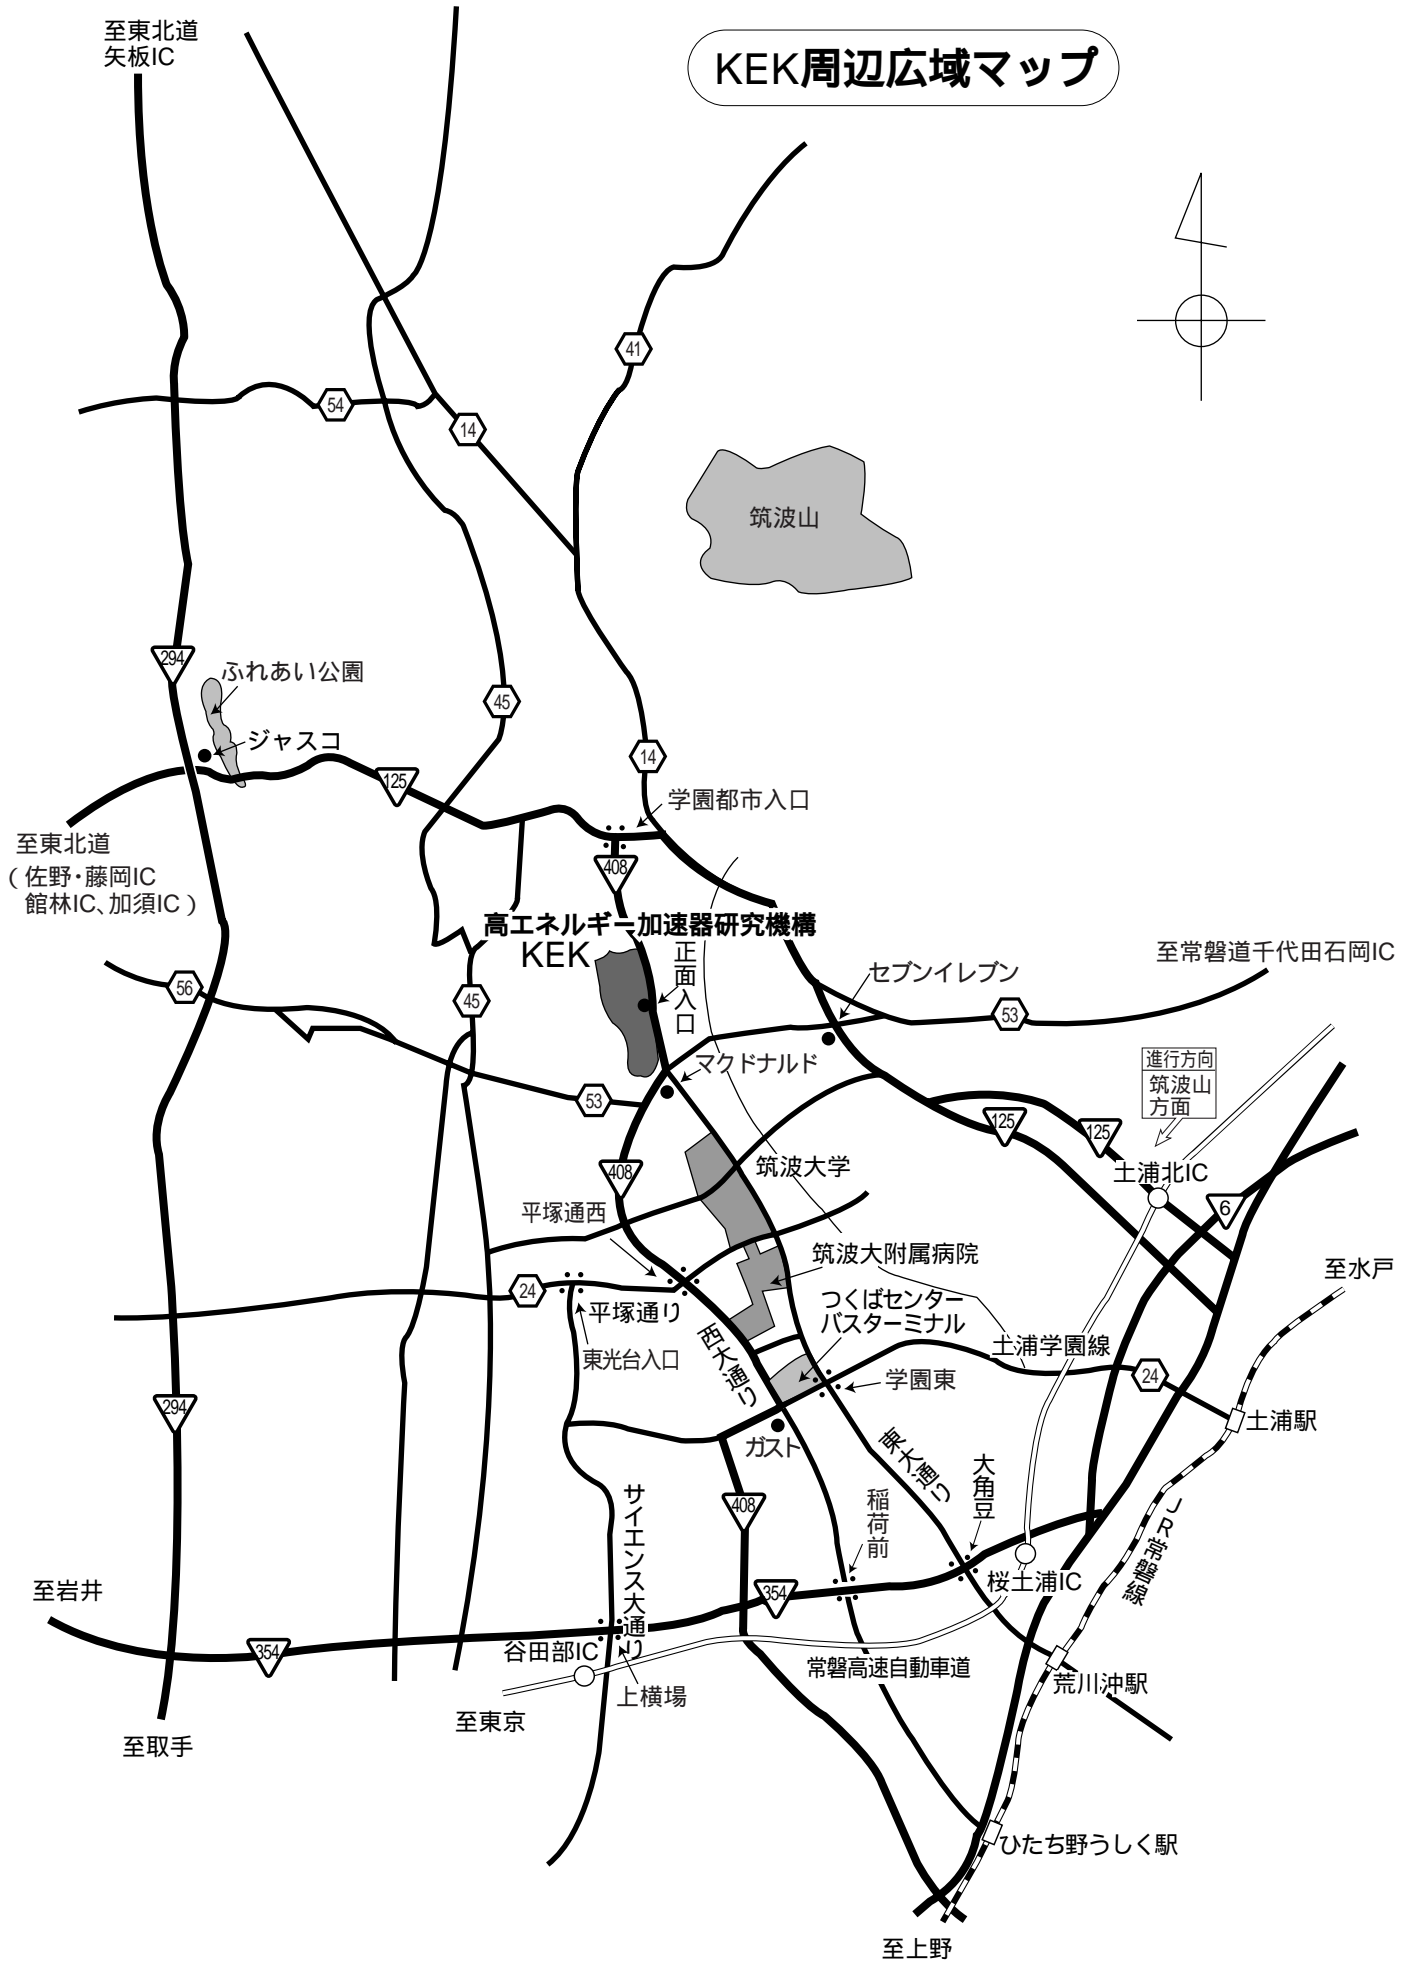 至東北道
矢板IC
KEK周辺広域マップ
41
54
14
筑波山
294
ふれあい公園
45
ジャスコ
14
125
学園都市入口
至東北道
（佐野・藤岡IC
館林IC、加須IC）
408
高エネルギー加速器研究機構
KEK
正面入口
至常磐道千代田石岡IC
セブンイレブン
56
45
53
マクドナルド
進行方向
筑波山
方面
53
125
125
筑波大学
土浦北IC
408
6
平塚通西
筑波大附属病院
至水戸
24
平塚通り
つくばセンター
バスターミナル
土浦学園線
西大通り
東光台入口
学園東
24
294
土浦駅
ガスト
東大通り
大角豆
サイエンス大通り
408
稲荷前
JR常磐線
至岩井
354
桜土浦IC
354
谷田部IC
常磐高速自動車道
荒川沖駅
上横場
至東京
至取手
ひたち野うしく駅
至上野